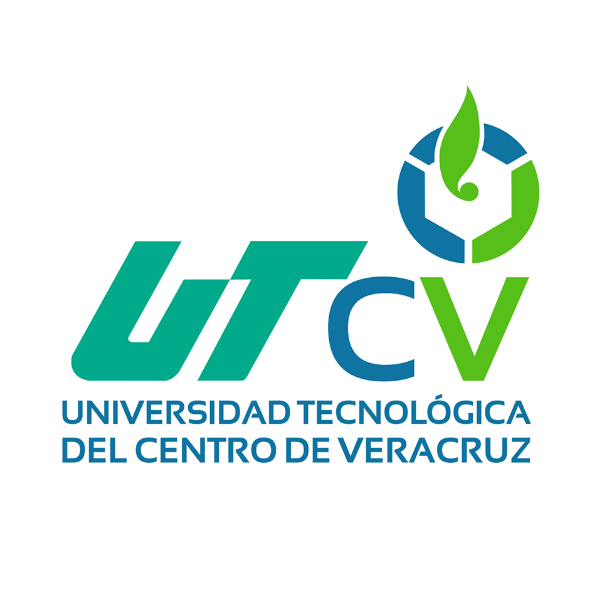 UTCV
UNIVERSIDAD TECNOLÓGICA
DEL CENTRO DE VERACRUZ